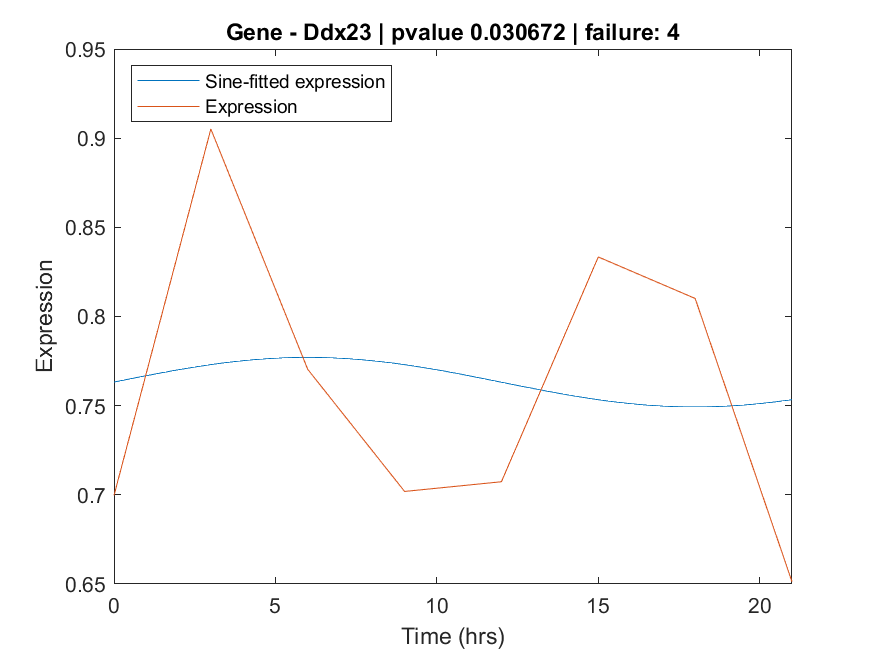 Gene - Ddx23 | pvalue 0.030672 | failure: 4
0.95
Sine-fitted expression
Expression
0.9
0.85
0.8
0.75
0.7
0.65
Expression
0
5
10
15
20
Time (hrs)